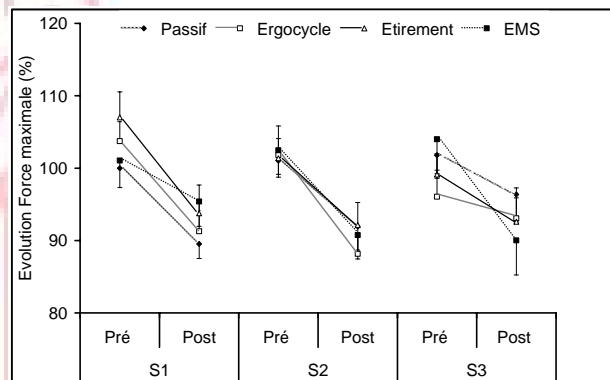 120
Passif Ergocycle Etirement EMS
110
100
90
80
Evolution Force maximale (%)
Pré Post Pré Post Pré Post
S1 S2 S3